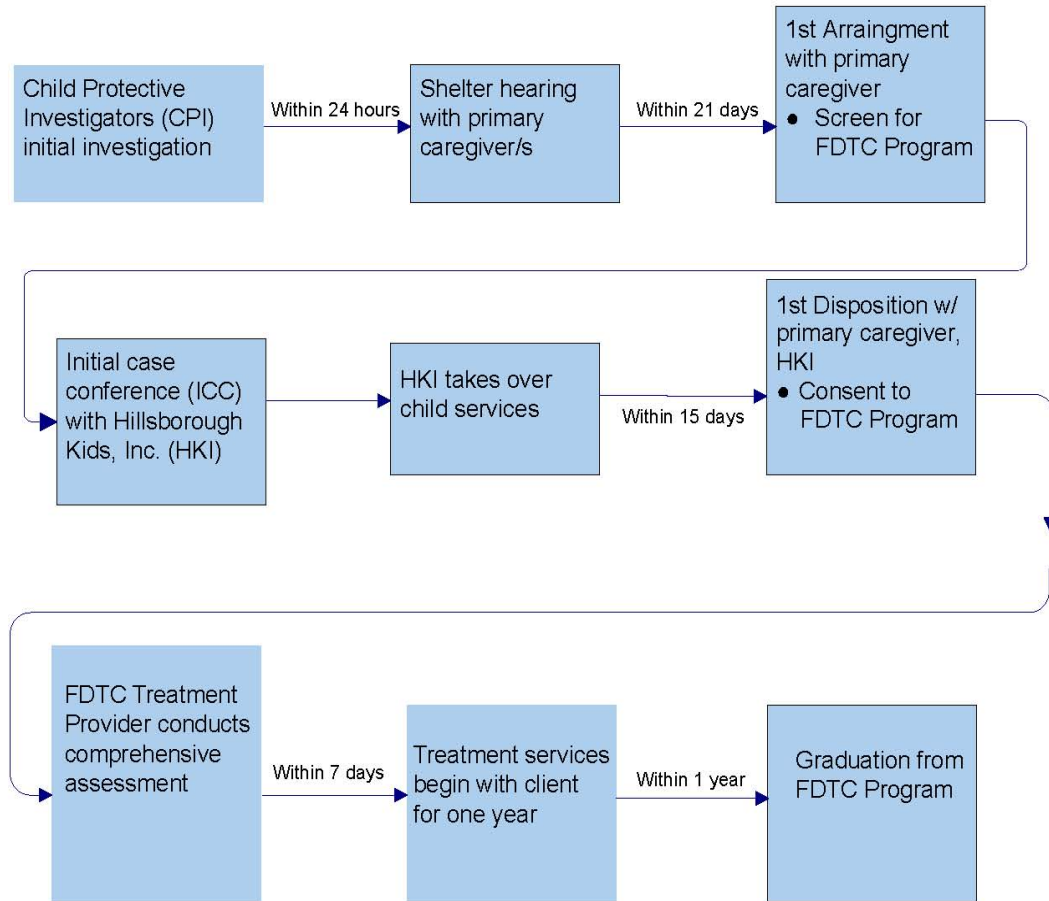 Child Protective
Investigators (CPI)
initial investigation
Within 24 hours
Shelter hearing
with primary
caregiver/s
Within 21 days
1st Arraingment
with primary
caregiver
● Screen for
FDTC Program
Initial case
conference (ICC)
with Hillsborough
Kids, Inc. (HKI)
HKI takes over
child services
Within 15 days
1st Disposition w/
primary caregiver,
HKI
● Consent to
FDTC Program
FDTC Treatment
Provider conducts
comprehensive
assessment
Within 7 days
Treatment services
begin with client
for one year
Within 1 year
Graduation from
FDTC Program